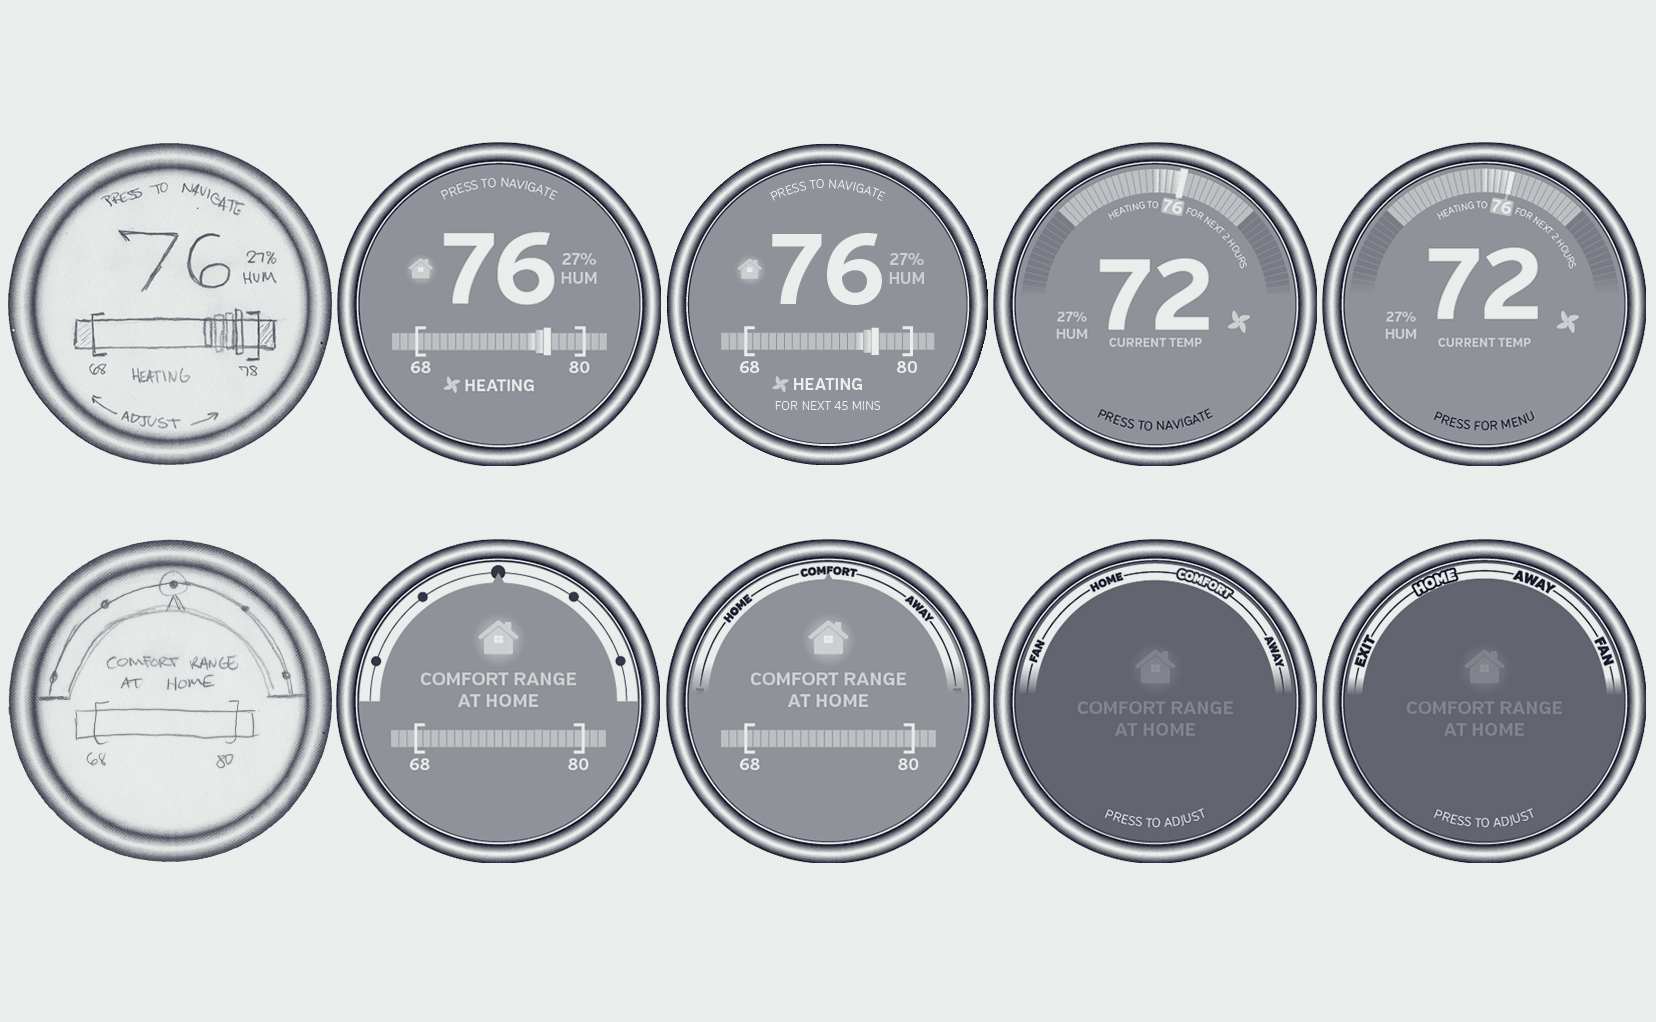 PRESS TO NAVIGATE
76
27%
HUM
68
78
HEATING
ADJUST
PRESS TO NAVIGATE
76
27%
HUM
68
80
HEATING
PRESS TO NAVIGATE
76
27%
HUM
68
80
HEATING
FOR NEXT 45 MINS
HEATING TO 76 FOR NEXT 2 HOURS
72
27%
HUM
CURRENT TEMP
PRESS TO NAVIGATE
HEATING TO 76 FOR NEXT 2 HOURS
72
27%
HUM
CURRENT TEMP
PRESS FOR MENU
COMFORT RANGE
AT HOME
68
80
COMFORT RANGE
AT HOME
68
80
HOME COMFORT AWAY
COMFORT RANGE
AT HOME
68
80
FAN HOME COMFORT AWAY
COMFORT RANGE
AT HOME
PRESS TO ADJUST
EXIT HOME AWAY FAN
COMFORT RANGE
AT HOME
PRESS TO ADJUST